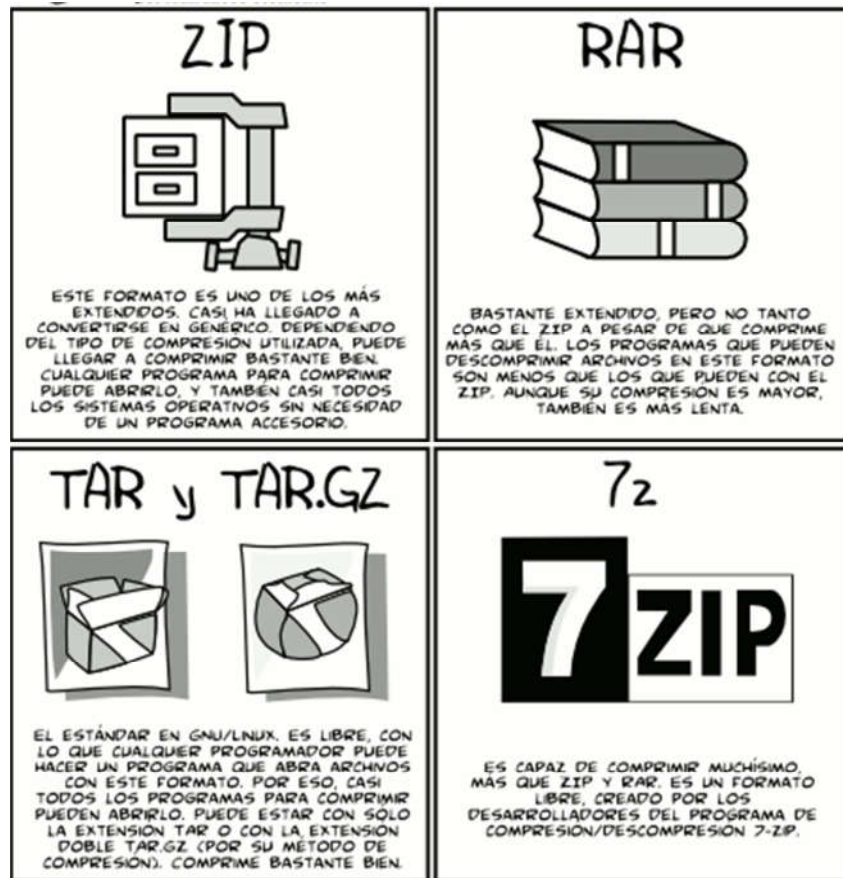 ZIP
ESTE FORMATO ES UNO DE LOS MÁS
EXTENDIDOS. CASI HA LLEGADO A
CONVERTIRSE EN GENÉRICO. DEPENDIENDO
DEL TIPO DE COMPRESIÓN UTILIZADA, PUEDE
LLEGAR A COMPRIMIR BASTANTE BIEN.
CUALQUIER PROGRAMA PARA COMPRIMIR
PUEDE ABRIRLO, Y TAMBIÉN CASI TODOS
LOS SISTEMAS OPERATIVOS SIN NECESIDAD
DE UN PROGRAMA ACCESORIO.
RAR
BASTANTE EXTENDIDO, PERO NO TANTO
CÓMO EL ZIP A PESAR DE QUE COMPRIME
MÁS QUE ÉL. LOS PROGRAMAS QUE PUEDEN
DESCOMPRIMIR ARCHIVOS EN ESTE FORMATO
SON MENOS QUE LOS QUE PUEDEN CON EL
ZIP. AUNQUE SU COMPRESIÓN ES MAYOR,
TAMBIÉN ES MÁS LENTA.
TAR y TAR.GZ
EL ESTÁNDAR EN GNU/LNUX. ES LIBRE, CON
LO QUE CUALQUIER PROGRAMADOR PUEDE
HACER UN PROGRAMA QUE ABRA ARCHIVOS
CON ESTE FORMATO. POR ESO, CASI
TODOS LOS PROGRAMAS PARA COMPRIMIR
PUEDEN ABRIRLO. PUEDE ESTAR CON SÓLO
LA EXTENSIÓN TAR O CON LA EXTENSIÓN
DOBLE TAR.GZ (POR SU MÉTODO DE
COMPRESIÓN). COMPRIME BASTANTE BIEN.
7z
7 ZIP
ES CAPAZ DE COMPRIMIR MUCHÍSIMO,
MÁS QUE ZIP Y RAR. ES UN FORMATO
LIBRE, CREADO POR LOS
DESARROLLADORES DEL PROGRAMA DE
COMPRESIÓN/DESCOMPRESIÓN 7-ZIP.